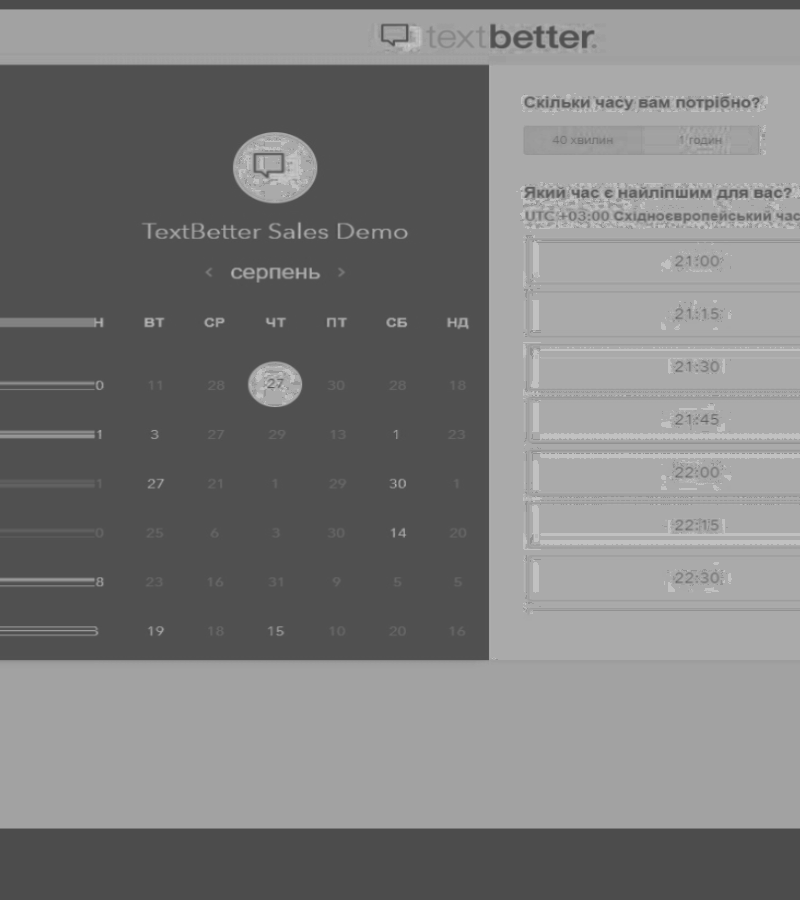 textbetter.
TextBetter Sales Demo
‹ серпень ›
Н ВТ СР ЧТ ПТ СБ НД
0 11 28 27 30 28 18
1 3 27 29 13 1 23
1 27 21 1 29 30 1
0 25 6 3 30 14 20
8 23 16 31 9 5 5
19 18 15 10 20 16
Скільки часу вам потрібно?
40 хвилин 1 годин
Який час є найліпшим для вас?
UTC +03:00 Східноєвропейський час
21:00
21:15
21:30
21:45
22:00
22:15
22:30